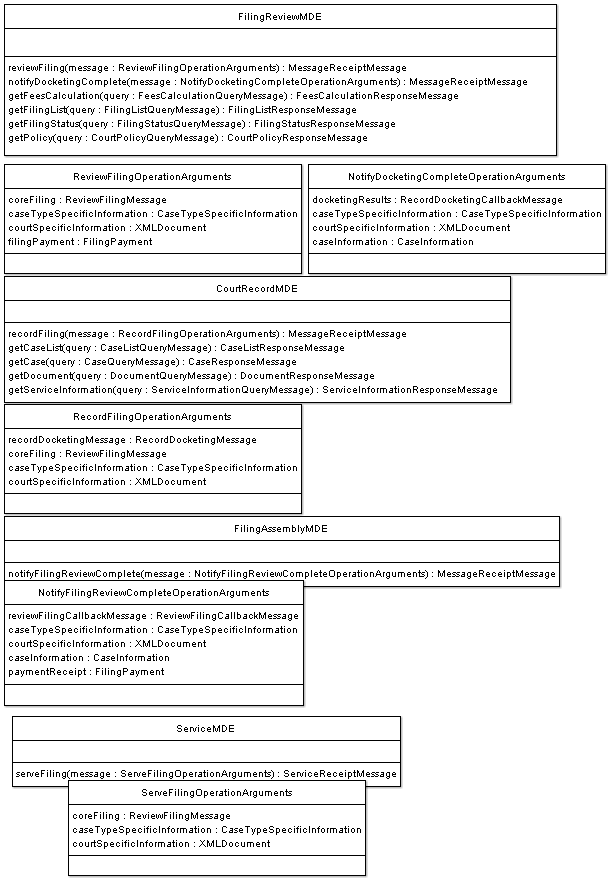 FilingReviewMDE
reviewFiling(message : ReviewFilingOperationArguments) : MessageReceiptMessage
notifyDocketingComplete(message : NotifyDocketingCompleteOperationArguments) : MessageReceiptMessage
getFeesCalculation(query : FeesCalculationQueryMessage) : FeesCalculationResponseMessage
getFilingList(query : FilingListQueryMessage) : FilingListResponseMessage
getFilingStatus(query : FilingStatusQueryMessage) : FilingStatusResponseMessage
getPolicy(query : CourtPolicyQueryMessage) : CourtPolicyResponseMessage
ReviewFilingOperationArguments
coreFiling : ReviewFilingMessage
caseTypeSpecificInformation : CaseTypeSpecificInformation
courtSpecificInformation : XMLDocument
filingPayment : FilingPayment
NotifyDocketingCompleteOperationArguments
docketingResults : RecordDocketingCallbackMessage
caseTypeSpecificInformation : CaseTypeSpecificInformation
courtSpecificInformation : XMLDocument
caseInformation : CaseInformation
CourtRecordMDE
recordFiling(message : RecordFilingOperationArguments) : MessageReceiptMessage
getCaseList(query : CaseListQueryMessage) : CaseListResponseMessage
getCase(query : CaseQueryMessage) : CaseResponseMessage
getDocument(query : DocumentQueryMessage) : DocumentResponseMessage
getServiceInformation(query : ServiceInformationQueryMessage) : ServiceInformationResponseMessage
RecordFilingOperationArguments
recordDocketingMessage : RecordDocketingMessage
coreFiling : ReviewFilingMessage
caseTypeSpecificInformation : CaseTypeSpecificInformation
courtSpecificInformation : XMLDocument
FilingAssemblyMDE
notifyFilingReviewComplete(message : NotifyFilingReviewCompleteOperationArguments) : MessageReceiptMessage
NotifyFilingReviewCompleteOperationArguments
reviewFilingCallbackMessage : ReviewFilingCallbackMessage
caseTypeSpecificInformation : CaseTypeSpecificInformation
courtSpecificInformation : XMLDocument
caseInformation : CaseInformation
paymentReceipt : FilingPayment
ServiceMDE
serveFiling(message : ServeFilingOperationArguments) : ServiceReceiptMessage
ServeFilingOperationArguments
coreFiling : ReviewFilingMessage
caseTypeSpecificInformation : CaseTypeSpecificInformation
courtSpecificInformation : XMLDocument